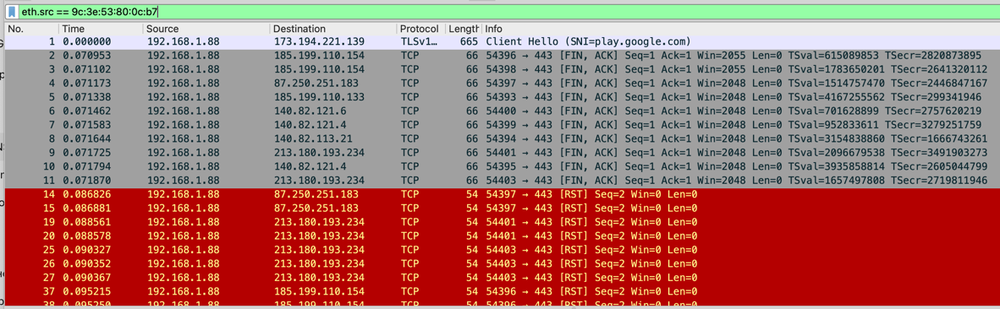 eth.src == 9c:3e:53:80:0c:b7
No. Time Source Destination Protocol Length Info
1 0.000000 192.168.1.88 173.194.221.139 TLSv1… 665 Client Hello (SNI=play.google.com)
2 0.070953 192.168.1.88 185.199.110.154 TCP 66 54396 → 443 [FIN, ACK] Seq=1 Ack=1 Win=2055 Len=0 TSval=615089853 TSecr=2820873895
3 0.071102 192.168.1.88 185.199.110.154 TCP 66 54398 → 443 [FIN, ACK] Seq=1 Ack=1 Win=2055 Len=0 TSval=1783650201 TSecr=2641320112
4 0.071173 192.168.1.88 87.250.251.183 TCP 66 54397 → 443 [FIN, ACK] Seq=1 Ack=1 Win=2048 Len=0 TSval=1514757470 TSecr=2446847167
5 0.071338 192.168.1.88 185.199.110.133 TCP 66 54393 → 443 [FIN, ACK] Seq=1 Ack=1 Win=2048 Len=0 TSval=4167255562 TSecr=299341946
6 0.071462 192.168.1.88 140.82.121.6 TCP 66 54400 → 443 [FIN, ACK] Seq=1 Ack=1 Win=2048 Len=0 TSval=701628899 TSecr=2757620219
7 0.071583 192.168.1.88 140.82.121.4 TCP 66 54399 → 443 [FIN, ACK] Seq=1 Ack=1 Win=2048 Len=0 TSval=952833611 TSecr=3279251759
8 0.071644 192.168.1.88 140.82.113.21 TCP 66 54394 → 443 [FIN, ACK] Seq=1 Ack=1 Win=2048 Len=0 TSval=3154838860 TSecr=1666743261
9 0.071725 192.168.1.88 213.180.193.234 TCP 66 54401 → 443 [FIN, ACK] Seq=1 Ack=1 Win=2048 Len=0 TSval=2096679538 TSecr=3491903273
10 0.071794 192.168.1.88 140.82.121.4 TCP 66 54395 → 443 [FIN, ACK] Seq=1 Ack=1 Win=2048 Len=0 TSval=3935858814 TSecr=2605044799
11 0.071870 192.168.1.88 213.180.193.234 TCP 66 54403 → 443 [FIN, ACK] Seq=1 Ack=1 Win=2048 Len=0 TSval=1657497808 TSecr=2719811946
14 0.086826 192.168.1.88 87.250.251.183 TCP 54 54397 → 443 [RST] Seq=2 Win=0 Len=0
15 0.086881 192.168.1.88 87.250.251.183 TCP 54 54397 → 443 [RST] Seq=2 Win=0 Len=0
19 0.088561 192.168.1.88 213.180.193.234 TCP 54 54401 → 443 [RST] Seq=2 Win=0 Len=0
20 0.088578 192.168.1.88 213.180.193.234 TCP 54 54401 → 443 [RST] Seq=2 Win=0 Len=0
25 0.090327 192.168.1.88 213.180.193.234 TCP 54 54403 → 443 [RST] Seq=2 Win=0 Len=0
26 0.090352 192.168.1.88 213.180.193.234 TCP 54 54403 → 443 [RST] Seq=2 Win=0 Len=0
27 0.090367 192.168.1.88 213.180.193.234 TCP 54 54403 → 443 [RST] Seq=2 Win=0 Len=0
37 0.095215 192.168.1.88 185.199.110.154 TCP 54 54396 → 443 [RST] Seq=2 Win=0 Len=0
38 0.095250 192.168.1.88 185.199.110.154 TCP 54 54396 → 443 [RST] Seq=2 Win=0 Len=0